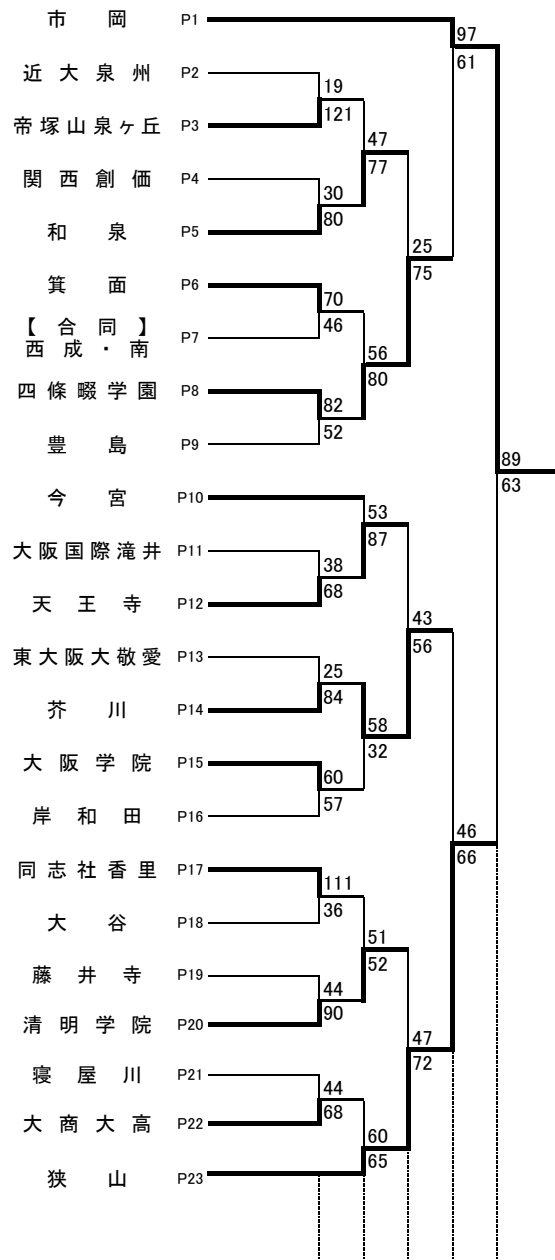 市岡 P1
97
61
近大泉州 P2
19
121
帝塚山泉ヶ丘 P3
47
77
関西創価 P4
30
80
和泉 P5
25
75
箕面 P6
70
46
【合同】
西成・南 P7
56
80
四條畷学園 P8
82
52
豊島 P9
89
63
今宮 P10
53
87
大阪国際滝井 P11
38
68
天王寺 P12
43
56
東大阪大敬愛 P13
25
84
芥川 P14
58
32
大阪学院 P15
60
57
岸和田 P16
46
66
同志社香里 P17
111
36
大谷 P18
51
52
藤井寺 P19
44
90
清明学院 P20
47
72
寝屋川 P21
44
68
大商大高 P22
60
65
狭山 P23